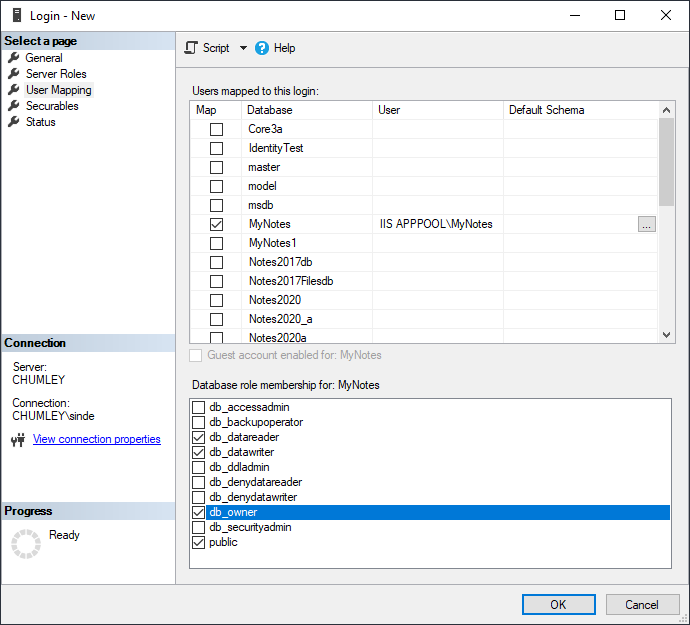 Login - New
Select a page
General
Server Roles
User Mapping
Securables
Status
Script Help
Users mapped to this login:
Map Database User Default Schema
Core3a
IdentityTest
master
model
msdb
MyNotes IIS APPPOOL\MyNotes ...
MyNotes1
Notes2017db
Notes2017Filesdb
Notes2020
Notes2020_a
Notes2020a
Guest account enabled for: MyNotes
Database role membership for: MyNotes
db_accessadmin
db_backupoperator
db_datareader
db_datawriter
db_ddladmin
db_denydatareader
db_denydatawriter
db_owner
db_securityadmin
public
Connection
Server:
CHUMLEY
Connection:
CHUMLEY\sinde
View connection properties
Progress
Ready
OK Cancel